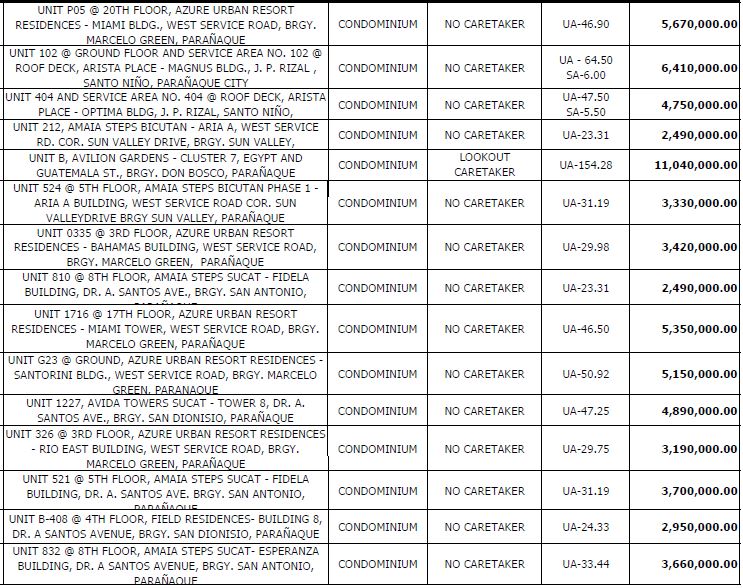 UNIT P05 @ 20TH FLOOR, AZURE URBAN RESORT
RESIDENCES - MIAMI BLDG., WEST SERVICE ROAD, BRGY.
MARCELO GREEN, PARAÑAQUE
CONDOMINIUM
NO CARETAKER
UA-46.90
5,670,000.00
UNIT 102 @ GROUND FLOOR AND SERVICE AREA NO. 102 @
ROOF DECK, ARISTA PLACE - MAGNUS BLDG., J. P. RIZAL ,
SANTO NIÑO, PARAÑAQUE CITY
CONDOMINIUM
NO CARETAKER
UA - 64.50
SA-6.00
6,410,000.00
UNIT 404 AND SERVICE AREA NO. 404 @ ROOF DECK, ARISTA
PLACE - OPTIMA BLDG, J. P. RIZAL, SANTO NIÑO,
CONDOMINIUM
NO CARETAKER
UA-47.50
SA-5.50
4,750,000.00
UNIT 212, AMAIA STEPS BICUTAN - ARIA A, WEST SERVICE
RD. COR. SUN VALLEY DRIVE, BRGY. SUN VALLEY,
CONDOMINIUM
NO CARETAKER
UA-23.31
2,490,000.00
UNIT B, AVILION GARDENS - CLUSTER 7, EGYPT AND
GUATEMALA ST., BRGY. DON BOSCO, PARAÑAQUE
CONDOMINIUM
LOOKOUT
CARETAKER
UA-154.28
11,040,000.00
UNIT 524 @ 5TH FLOOR, AMAIA STEPS BICUTAN PHASE 1 -
ARIA A BUILDING, WEST SERVICE ROAD COR. SUN
VALLEYDRIVE BRGY SUN VALLEY, PARAÑAQUE
CONDOMINIUM
NO CARETAKER
UA-31.19
3,330,000.00
UNIT 0335 @ 3RD FLOOR, AZURE URBAN RESORT
RESIDENCES - BAHAMAS BUILDING, WEST SERVICE ROAD,
BRGY. MARCELO GREEN, PARAÑAQUE
CONDOMINIUM
NO CARETAKER
UA-29.98
3,420,000.00
UNIT 810 @ 8TH FLOOR, AMAIA STEPS SUCAT - FIDELA
BUILDING, DR. A. SANTOS AVE., BRGY. SAN ANTONIO,
CONDOMINIUM
NO CARETAKER
UA-23.31
2,490,000.00
UNIT 1716 @ 17TH FLOOR, AZURE URBAN RESORT
RESIDENCES - MIAMI TOWER, WEST SERVICE ROAD, BRGY.
MARCELO GREEN, PARAÑAQUE
CONDOMINIUM
NO CARETAKER
UA-46.50
5,350,000.00
UNIT G23 @ GROUND, AZURE URBAN RESORT RESIDENCES -
SANTORINI BLDG., WEST SERVICE ROAD, BRGY. MARCELO
GREEN, PARANAQUE
CONDOMINIUM
NO CARETAKER
UA-50.92
5,150,000.00
UNIT 1227, AVIDA TOWERS SUCAT - TOWER 8, DR. A.
SANTOS AVE., BRGY. SAN DIONISIO, PARAÑAQUE
CONDOMINIUM
NO CARETAKER
UA-47.25
4,890,000.00
UNIT 326 @ 3RD FLOOR, AZURE URBAN RESORT RESIDENCES
- RIO EAST BUILDING, WEST SERVICE ROAD, BRGY.
MARCELO GREEN, PARAÑAQUE
CONDOMINIUM
NO CARETAKER
UA-29.75
3,190,000.00
UNIT 521 @ 5TH FLOOR, AMAIA STEPS SUCAT - FIDELA
BUILDING, DR. A. SANTOS AVE. BRGY. SAN ANTONIO,
CONDOMINIUM
NO CARETAKER
UA-31.19
3,700,000.00
UNIT B-408 @ 4TH FLOOR, FIELD RESIDENCES- BUILDING 8,
DR. A SANTOS AVENUE, BRGY. SAN DIONISIO, PARAÑAQUE
CONDOMINIUM
NO CARETAKER
UA-24.33
2,950,000.00
UNIT 832 @ 8TH FLOOR, AMAIA STEPS SUCAT- ESPERANZA
BUILDING, DR. A SANTOS AVENUE, BRGY. SAN ANTONIO,
PARAÑAQUE
CONDOMINIUM
NO CARETAKER
UA-33.44
3,660,000.00